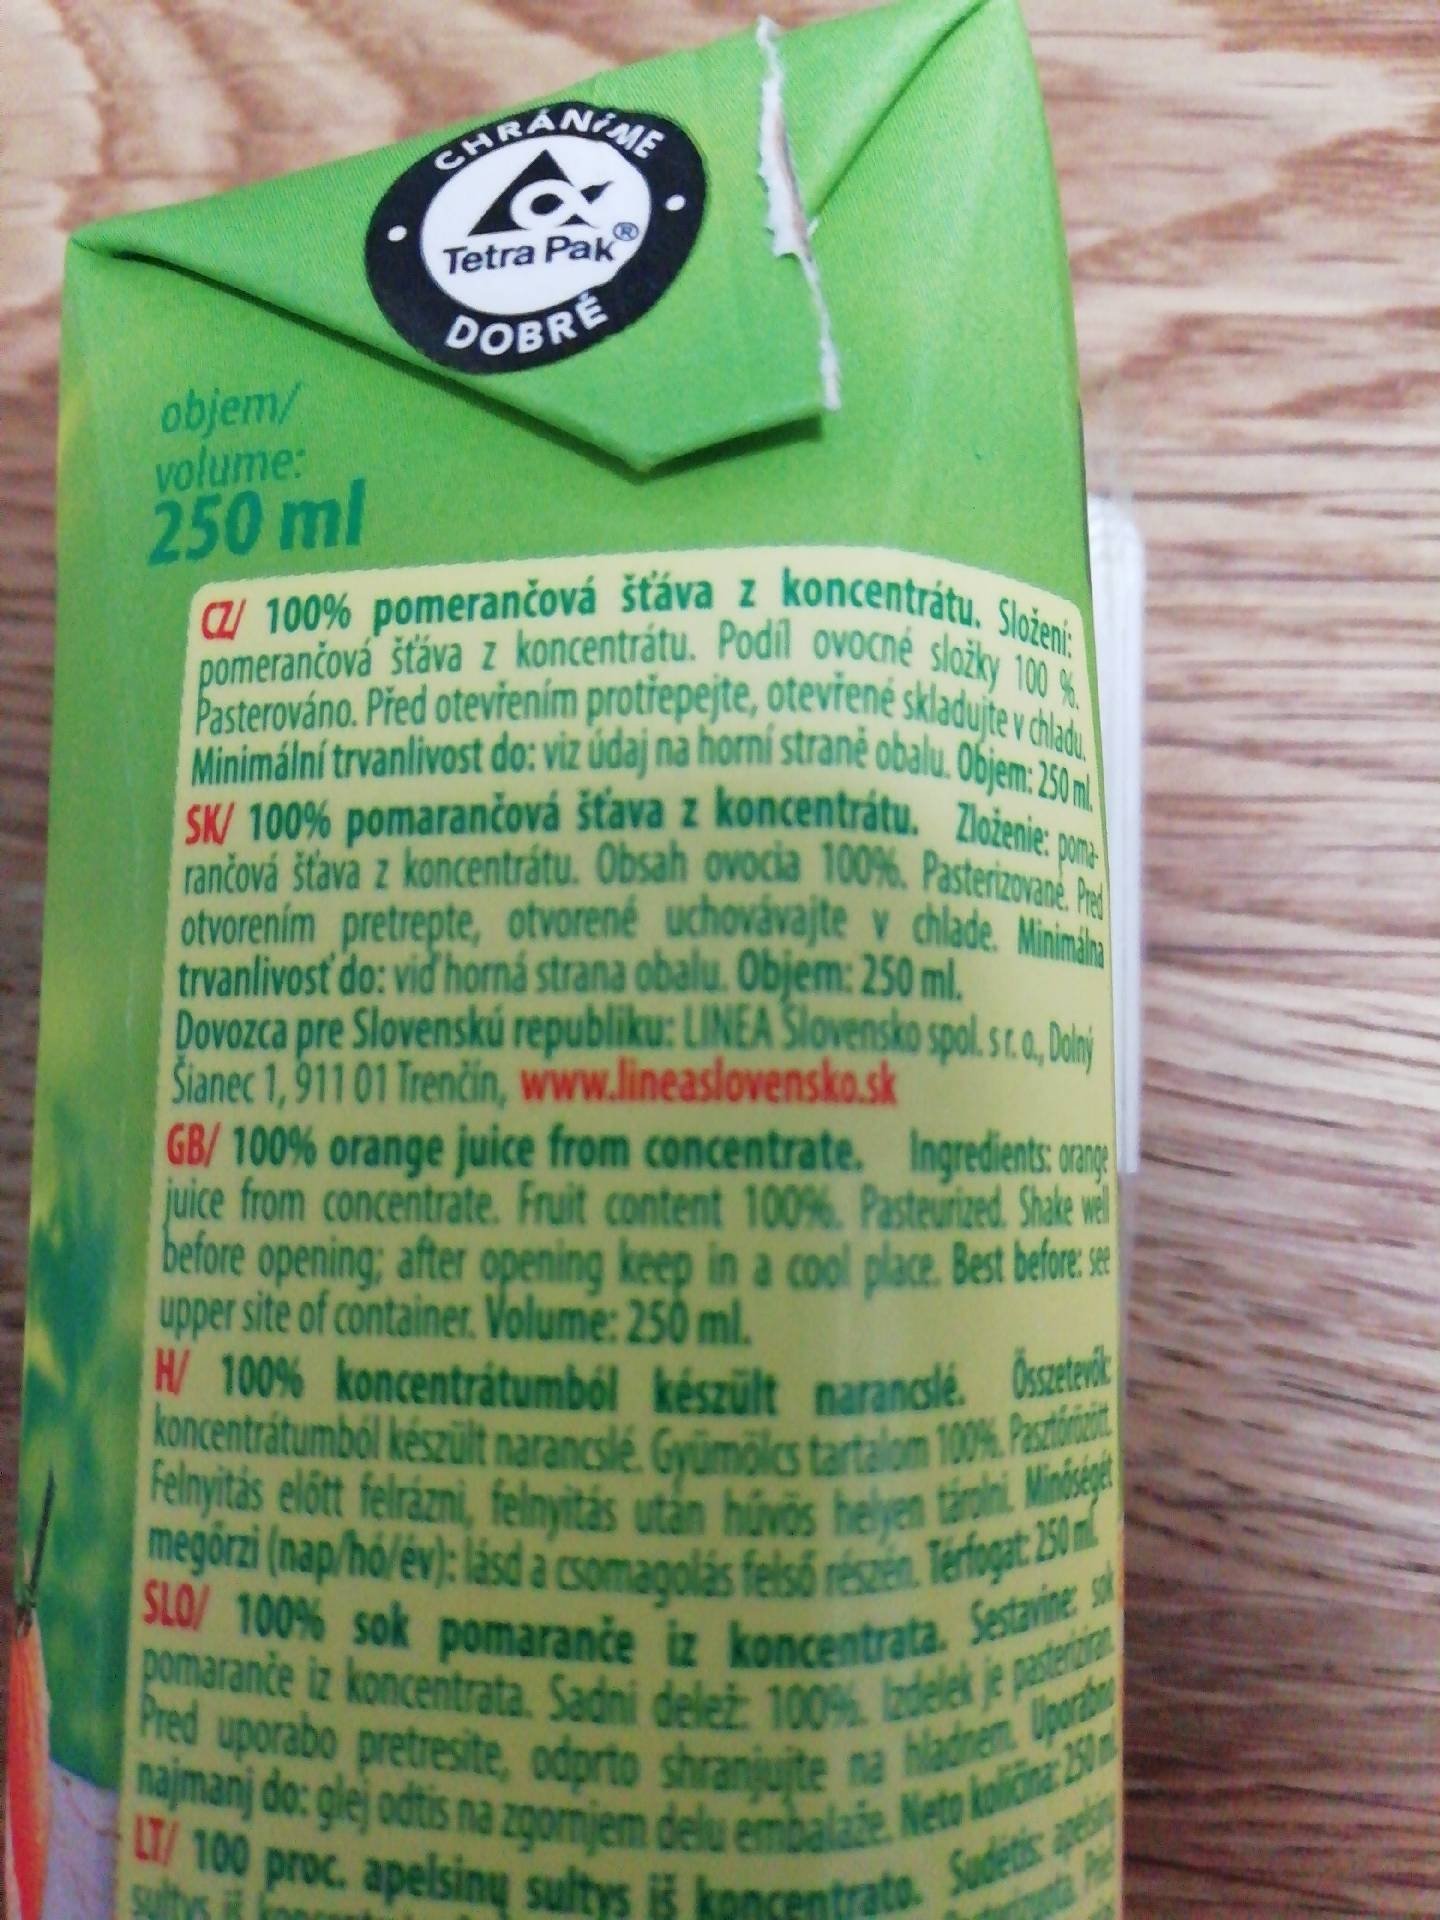 CHRÁNÍME
Tetra Pak®
DOBRÉ
objem/
volume:
250 ml
CZ/ 100% pomerančová šťáva z koncentrátu. Složení:
pomerančová šťáva z koncentrátu. Podíl ovocné složky 100 %.
Pasterováno. Před otevřením protřepejte, otevřené skladujte v chladu.
Minimální trvanlivost do: viz údaj na horní straně obalu. Objem: 250 ml.
SK/ 100% pomarančová šťava z koncentrátu. Zloženie: poma-
rančová šťava z koncentrátu. Obsah ovocia 100%. Pasterizované. Pred
otvorením pretrepte, otvorené uchovávajte v chlade. Minimálna
trvanlivosť do: viď horná strana obalu. Objem: 250 ml.
Dovozca pre Slovenskú republiku: LINEA Slovensko spol. s r. o., Dolný
Šianec 1, 911 01 Trenčín, www.lineaslovensko.sk
GB/ 100% orange juice from concentrate. Ingredients: orange
juice from concentrate. Fruit content 100%. Pasteurized. Shake well
before opening; after opening keep in a cool place. Best before: see
upper site of container. Volume: 250 ml.
H/ 100% koncentrátumból készült narancslé. Összetevők:
koncentrátumból készült narancslé. Gyümölcs tartalom 100%. Pasztőrözött.
Felnyitás előtt felrázni, felnyitás után hűvös helyen tárolni. Minőségét
megőrzi (nap/hó/év): lásd a csomagolás felső részén. Térfogat: 250 ml.
SLO/ 100% sok pomaranče iz koncentrata. Sestavine: sok
pomaranče iz koncentrata. Sadni delež: 100%. Izdelek je pasteriziran.
Pred uporabo pretresite, odprto shranjujte na hladnem. Uporabno
najmanj do: glej odtis na zgornjem delu embalaže. Neto količina: 250 ml.
LT/ 100 proc. apelsinų sultys iš koncentrato. Sudėtis: apelsinų
sultys iš